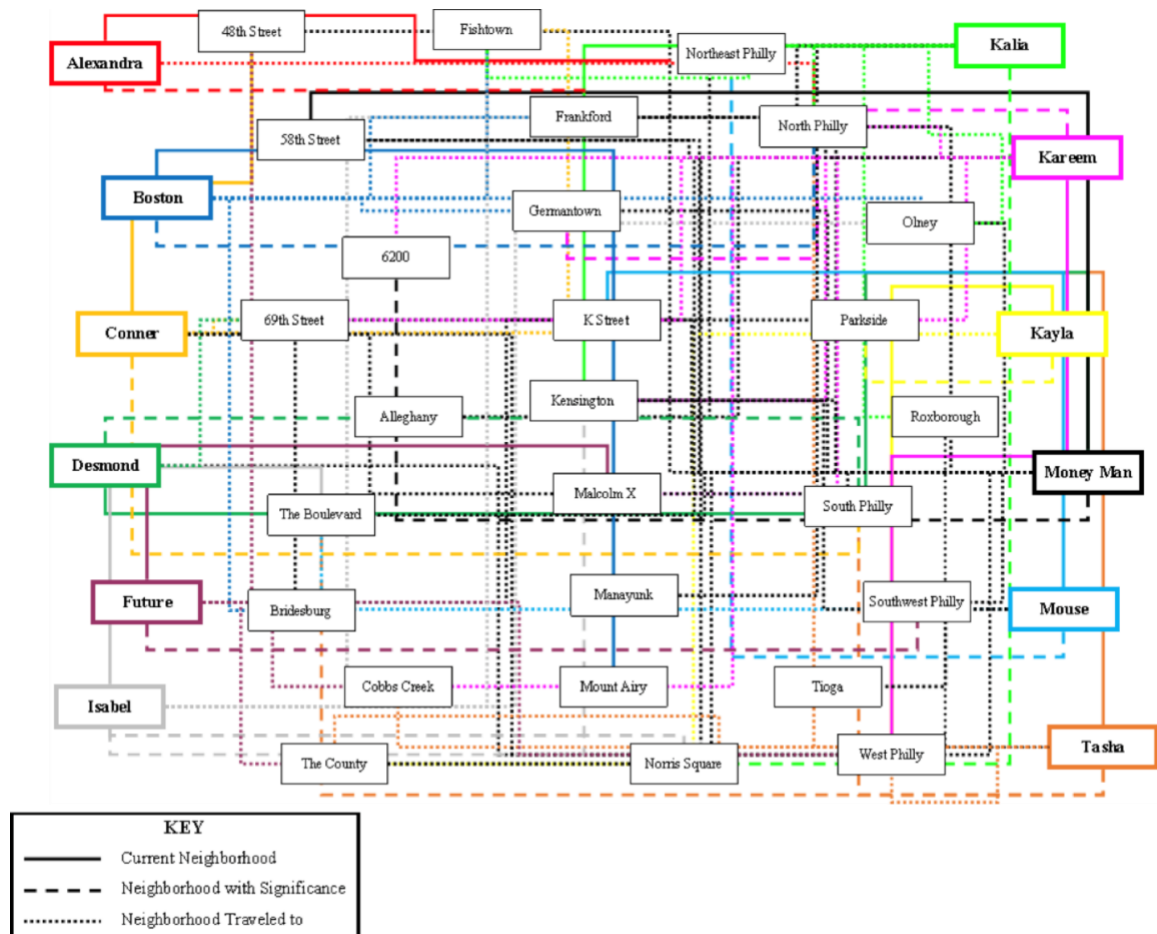 48th Street
Fishtown
Northeast Philly
Kalia
Alexandra
Frankford
North Philly
58th Street
Kareem
Boston
Germantown
Olney
6200
69th Street
K Street
Parkside
Kayla
Conner
Alleghany
Kensington
Roxborough
Desmond
Money Man
Malcolm X
The Boulevard
South Philly
Future
Bridesburg
Manayunk
Southwest Philly
Mouse
Isabel
Cobbs Creek
Mount Airy
Tioga
Tasha
The County
Norris Square
West Philly
KEY
Current Neighborhood
Neighborhood with Significance
Neighborhood Traveled to